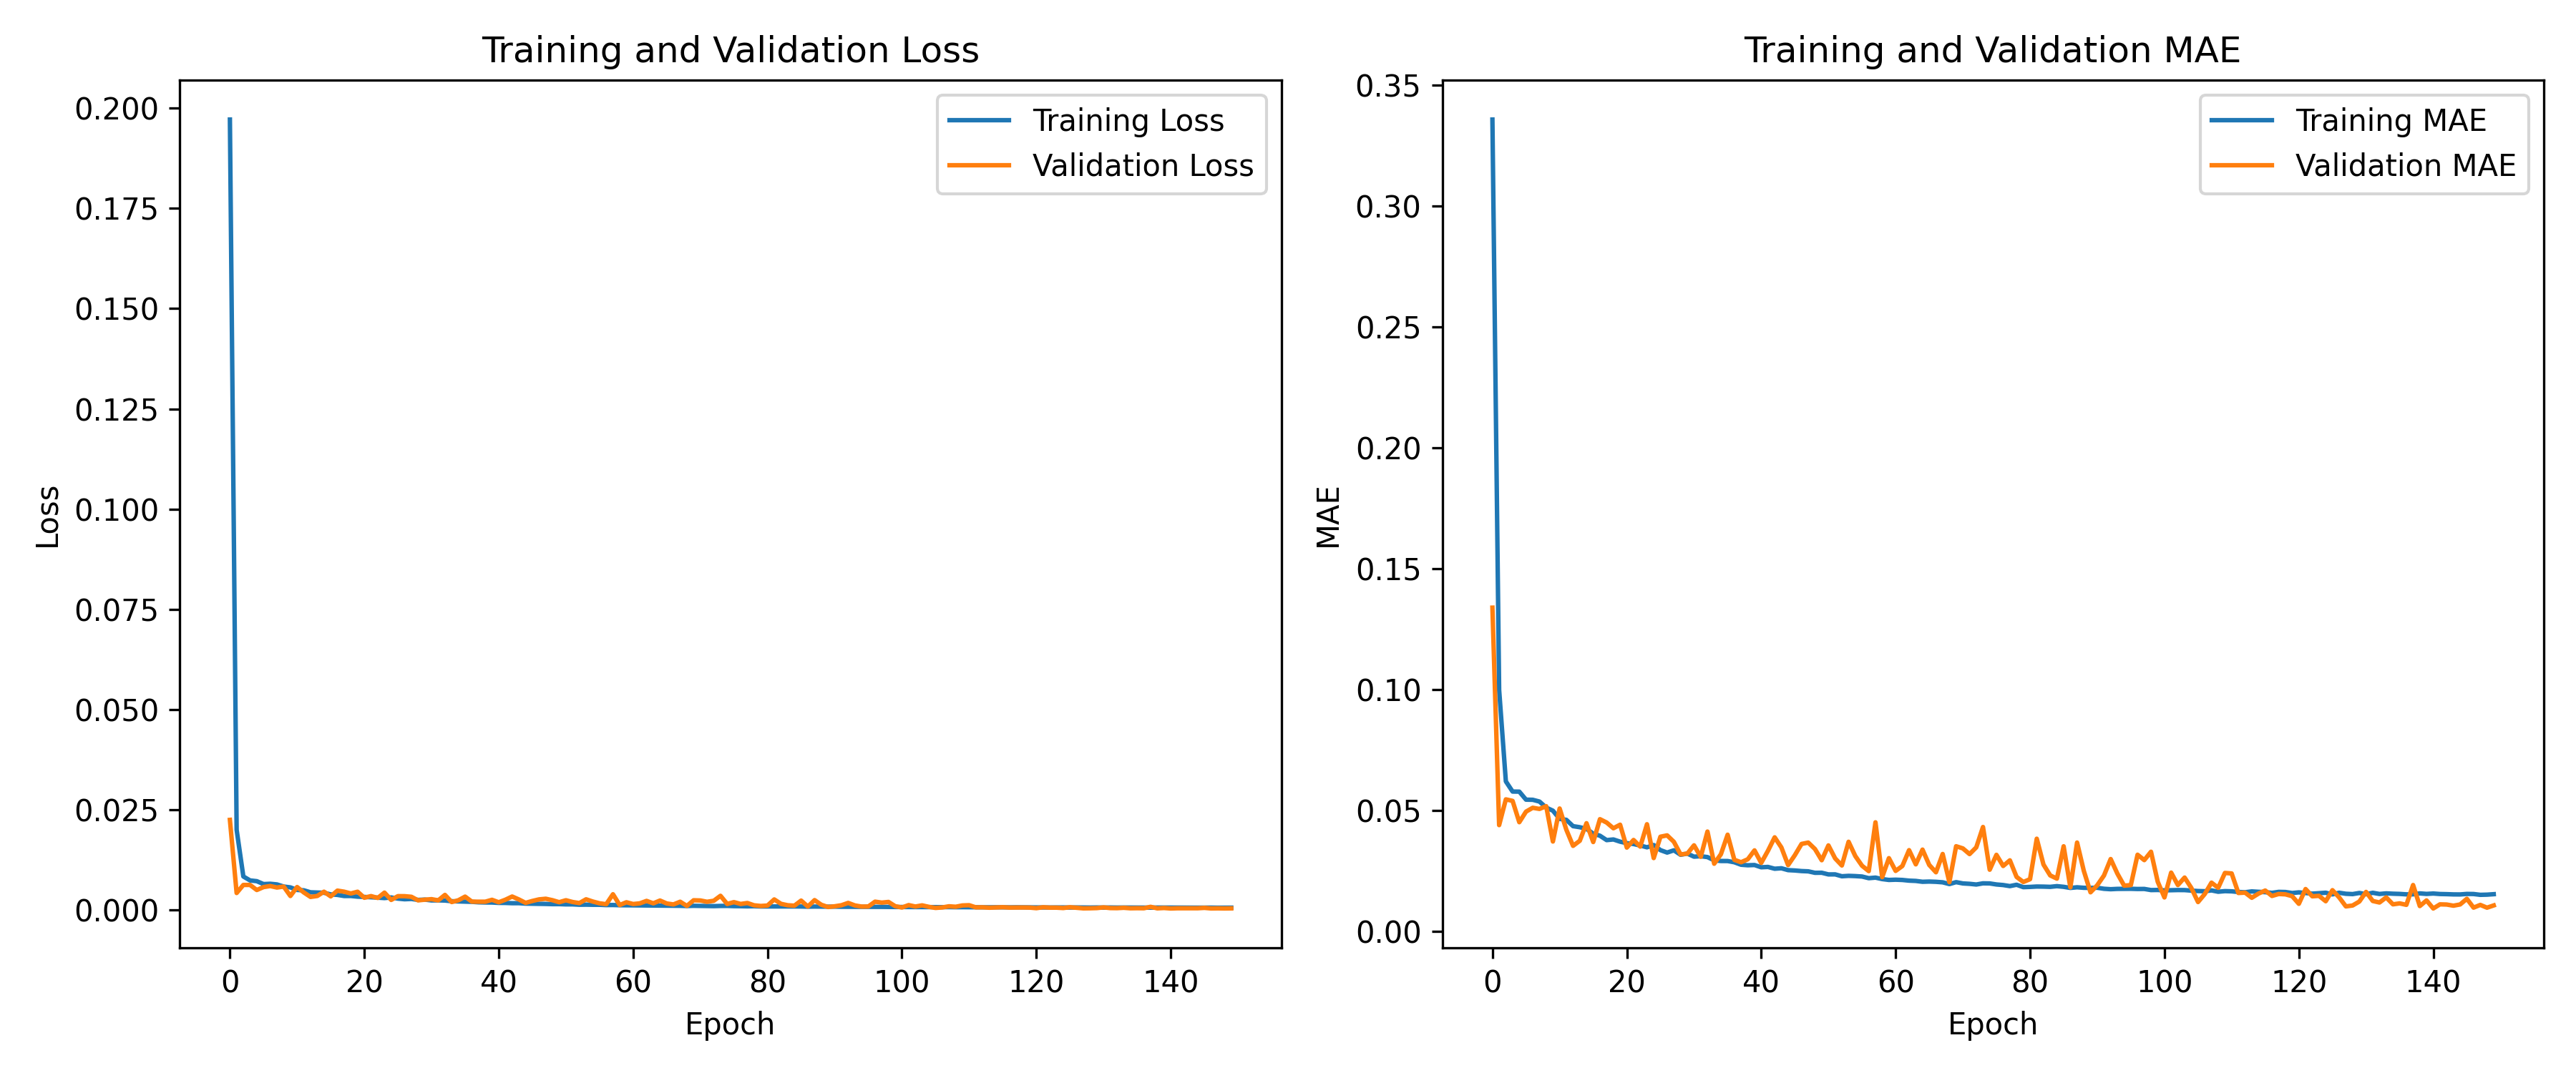 Training and Validation Loss
Training Loss
Validation Loss
0.200
0.175
0.150
0.125
0.100
0.075
0.050
0.025
0.000
Loss
0 20 40 60 80 100 120 140
Epoch
Training and Validation MAE
Training MAE
Validation MAE
0.35
0.30
0.25
0.20
0.15
0.10
0.05
0.00
MAE
0 20 40 60 80 100 120 140
Epoch